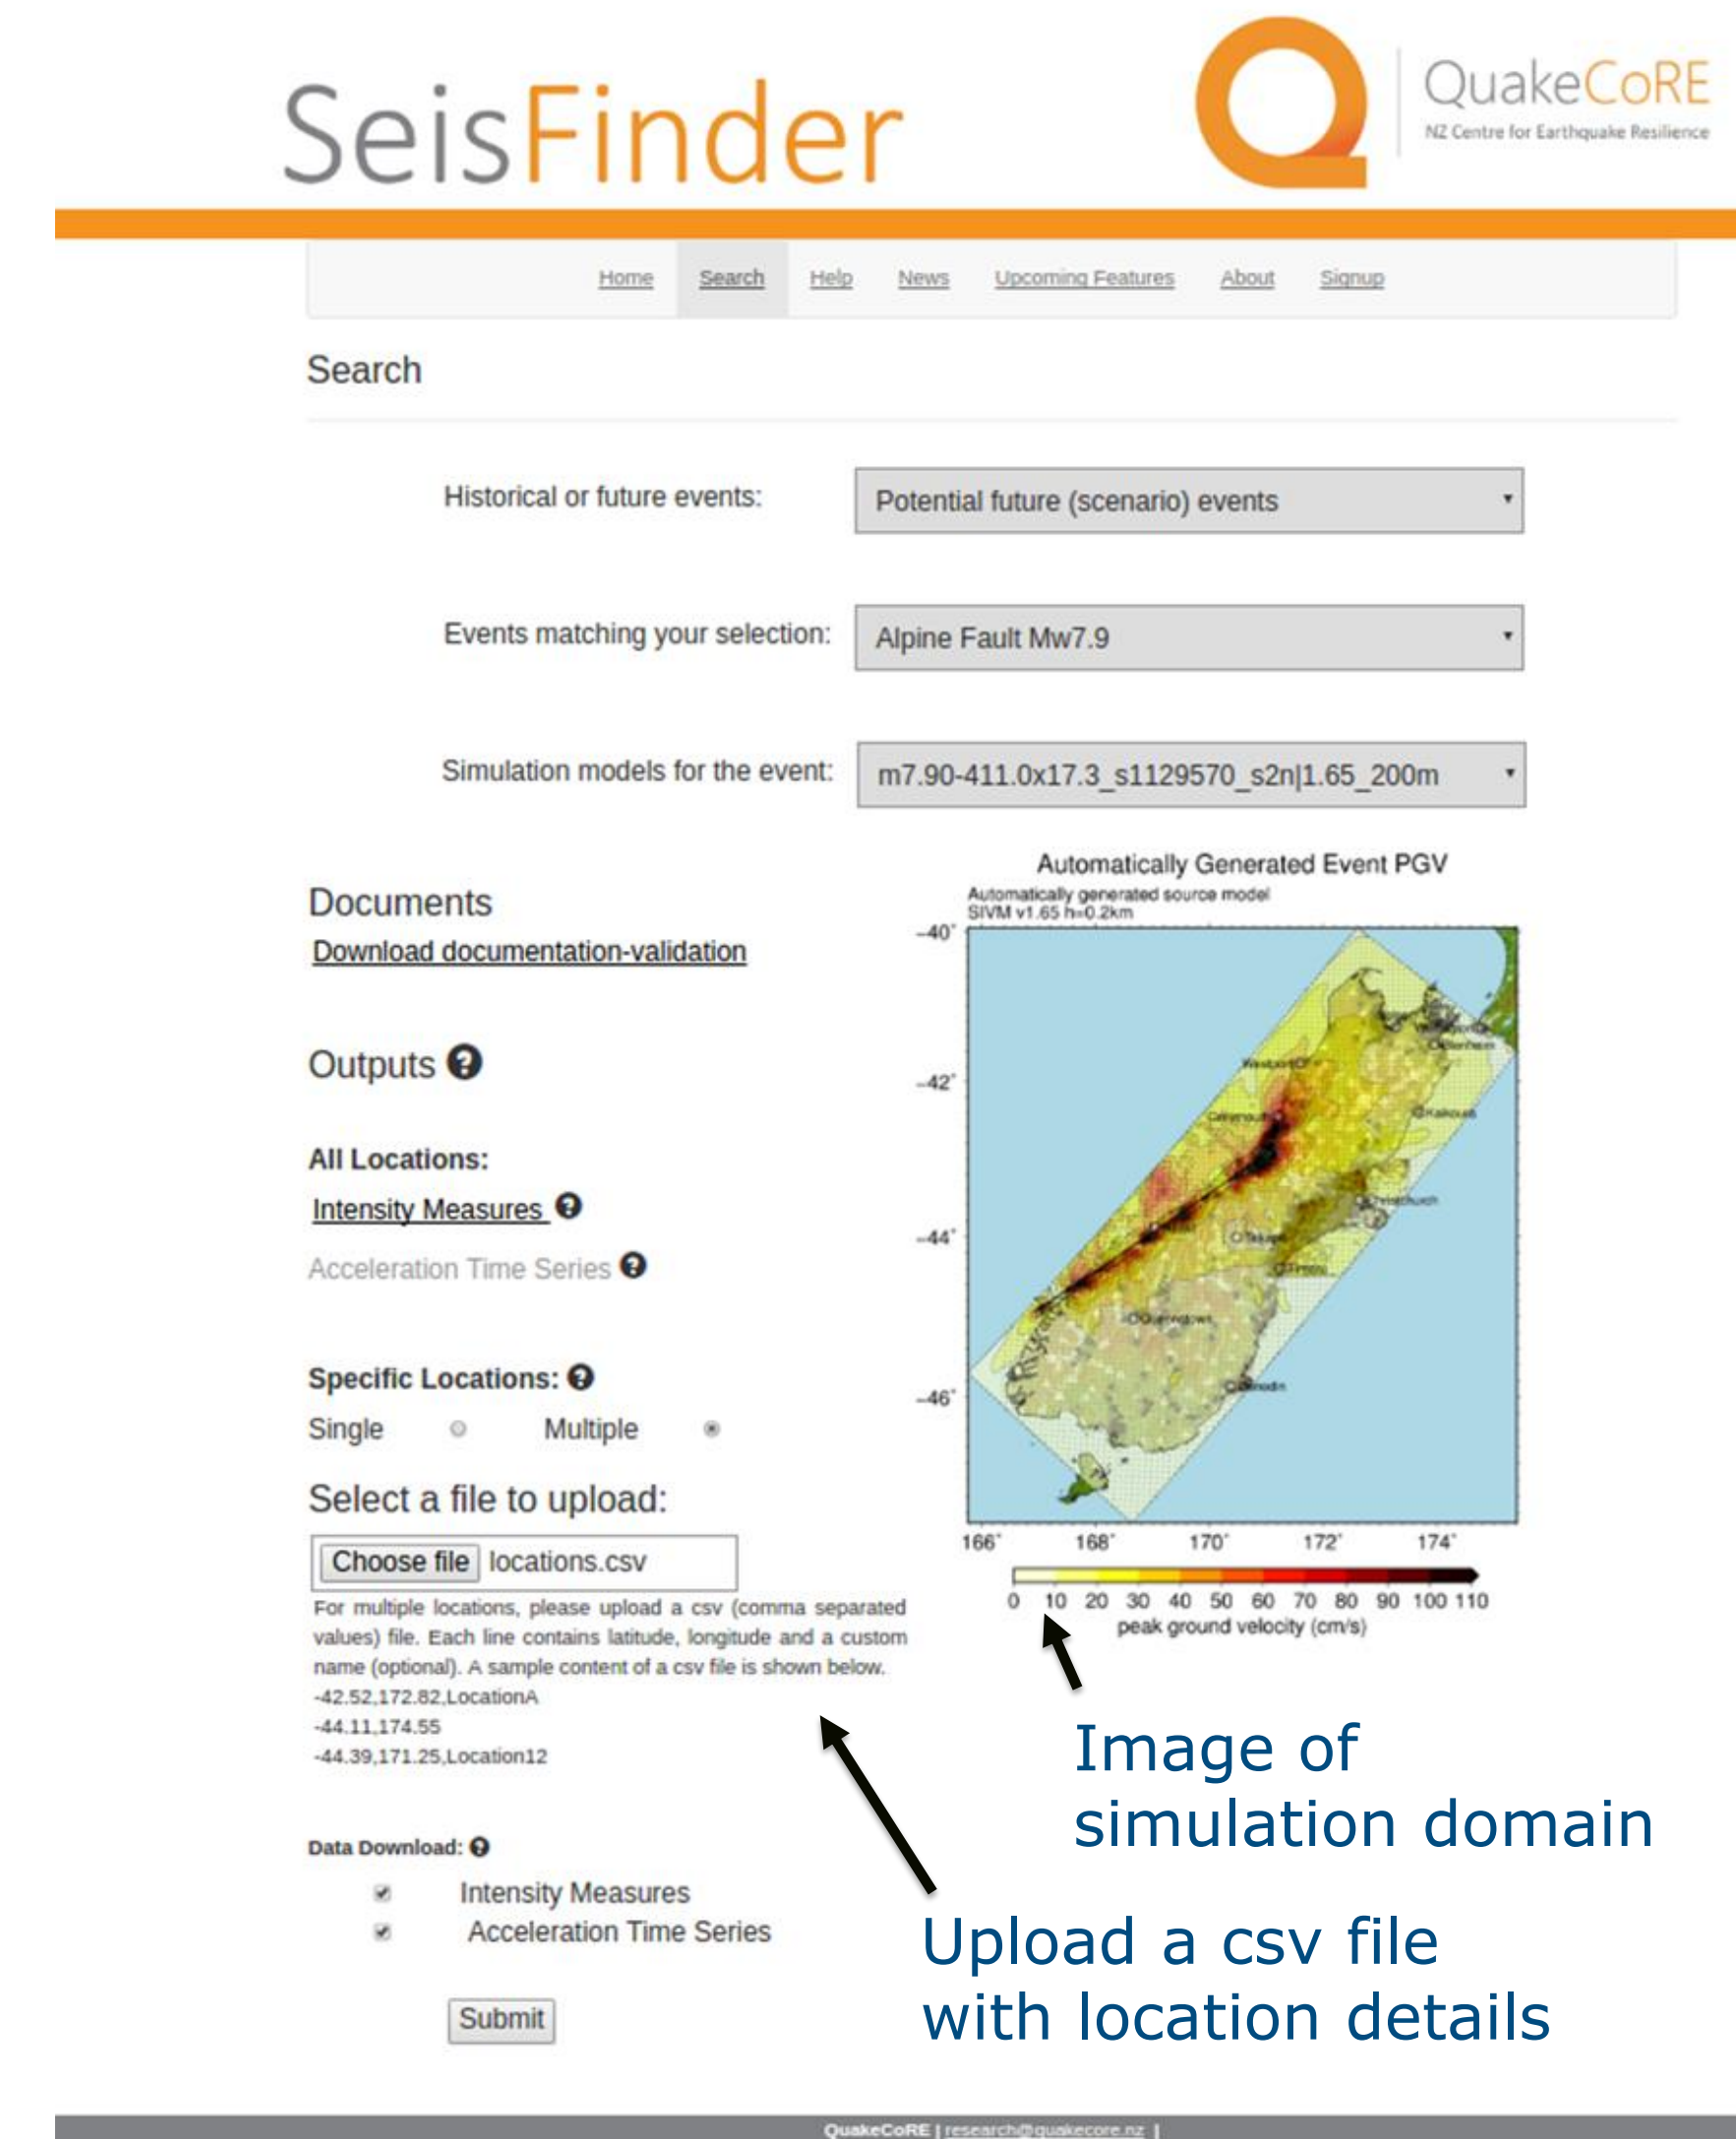 SeisFinder
QuakeCoRE
NZ Centre for Earthquake Resilience
Home Search Help News Upcoming Features About Signup
Search
Historical or future events: Potential future (scenario) events
Events matching your selection: Alpine Fault Mw7.9
Simulation models for the event: m7.90-411.0x17.3_s1129570_s2n|1.65_200m
Documents
Download documentation-validation
Outputs ?
All Locations:
Intensity Measures ?
Acceleration Time Series ?
Specific Locations: ?
Single Multiple
Select a file to upload:
Choose file locations.csv
For multiple locations, please upload a csv (comma separated
values) file. Each line contains latitude, longitude and a custom
name (optional). A sample content of a csv file is shown below.
-42.52,172.82,LocationA
-44.11,174.55
-44.39,171.25,Location12
Data Download: ?
Intensity Measures
Acceleration Time Series
Submit
Automatically Generated Event PGV
Automatically generated source model
SIVM v1.65 h=0.2km
-40°
-42°
-44°
-46°
Westport
Greymouth
Kaikoura
Christchurch
Timaru
Queenstown
Dunedin
166° 168° 170° 172° 174°
0 10 20 30 40 50 60 70 80 90 100 110
peak ground velocity (cm/s)
Image of
simulation domain
Upload a csv file
with location details
QuakeCoRE | research@quakecore.nz |